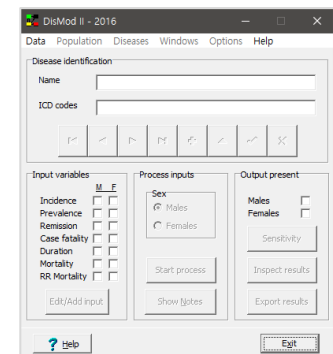 DisMod II - 2016
Data Population Diseases Windows Options Help
Disease identification
Name
ICD codes
Input variables
M F
Incidence
Prevalence
Remission
Case fatality
Duration
Mortality
RR Mortality
Edit/Add input
Process inputs
Sex
Males
Females
Start process
Show Notes
Output present
Males
Females
Sensitivity
Inspect results
Export results
? Help
Exit